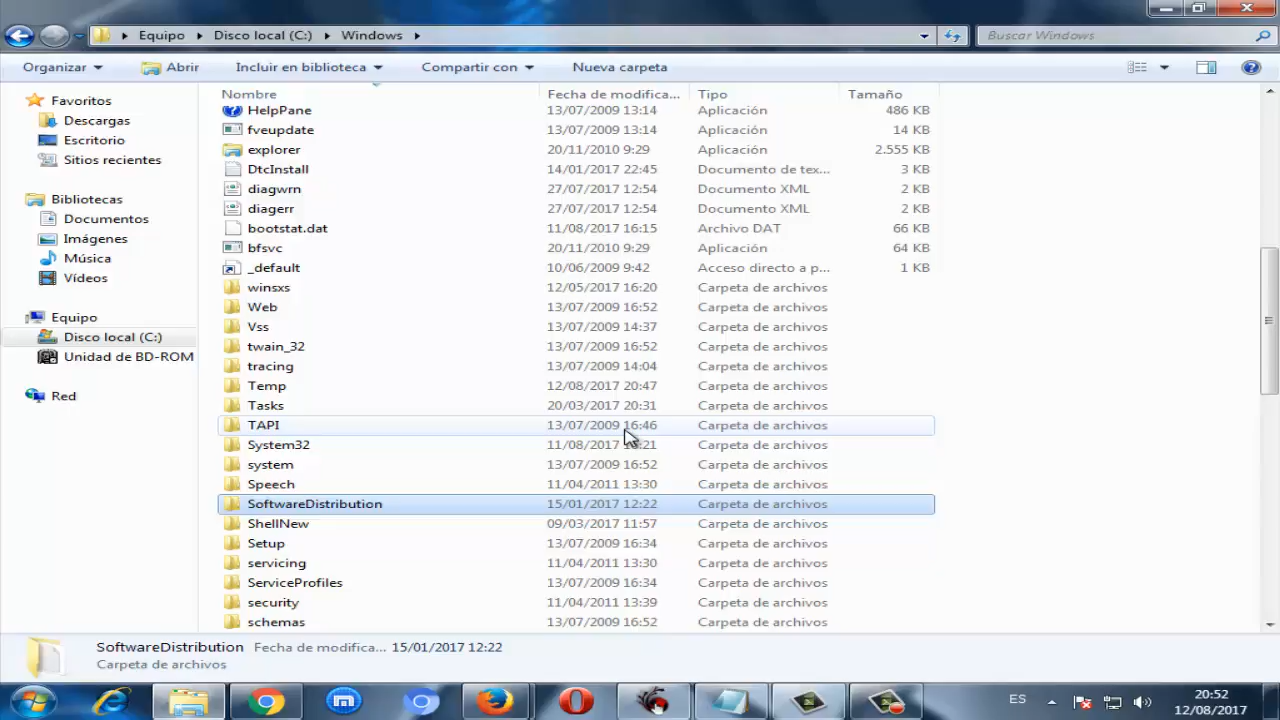 Equipo Disco local (C:) Windows
Buscar Windows
Organizar Abrir Incluir en biblioteca Compartir con Nueva carpeta
Favoritos
Descargas
Escritorio
Sitios recientes
Bibliotecas
Documentos
Imágenes
Música
Vídeos
Equipo
Disco local (C:)
Unidad de BD-ROM
Red
Nombre Fecha de modifica... Tipo Tamaño
HelpPane 13/07/2009 13:14 Aplicación 486 KB
fveupdate 13/07/2009 13:14 Aplicación 14 KB
explorer 20/11/2010 9:29 Aplicación 2.555 KB
DtcInstall 14/01/2017 22:45 Documento de tex... 3 KB
diagwrn 27/07/2017 12:54 Documento XML 2 KB
diagerr 27/07/2017 12:54 Documento XML 2 KB
bootstat.dat 11/08/2017 16:15 Archivo DAT 66 KB
bfsvc 20/11/2010 9:29 Aplicación 64 KB
_default 10/06/2009 9:42 Acceso directo a p... 1 KB
winsxs 12/05/2017 16:20 Carpeta de archivos
Web 13/07/2009 16:52 Carpeta de archivos
Vss 13/07/2009 14:37 Carpeta de archivos
twain_32 13/07/2009 16:52 Carpeta de archivos
tracing 13/07/2009 14:04 Carpeta de archivos
Temp 12/08/2017 20:47 Carpeta de archivos
Tasks 20/03/2017 20:31 Carpeta de archivos
TAPI 13/07/2009 16:46 Carpeta de archivos
System32 11/08/2017 Carpeta de archivos
system 13/07/2009 16:52 Carpeta de archivos
Speech 11/04/2011 13:30 Carpeta de archivos
SoftwareDistribution 15/01/2017 12:22 Carpeta de archivos
ShellNew 09/03/2017 11:57 Carpeta de archivos
Setup 13/07/2009 16:34 Carpeta de archivos
servicing 11/04/2011 13:30 Carpeta de archivos
ServiceProfiles 13/07/2009 16:34 Carpeta de archivos
security 11/04/2011 13:39 Carpeta de archivos
schemas 13/07/2009 16:52 Carpeta de archivos
SoftwareDistribution Fecha de modifica... 15/01/2017 12:22
Carpeta de archivos
ES
20:52
12/08/2017